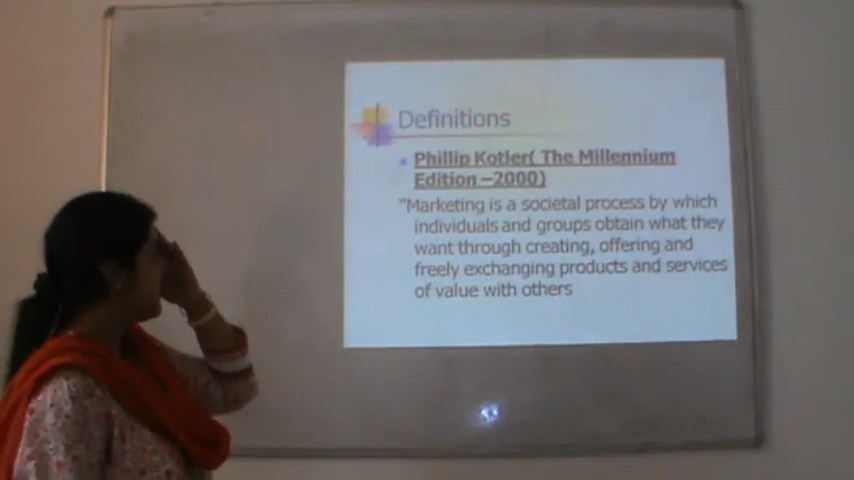 Definitions
Phillip Kotler( The Millennium
Edition –2000)
"Marketing is a societal process by which
individuals and groups obtain what they
want through creating, offering and
freely exchanging products and services
of value with others